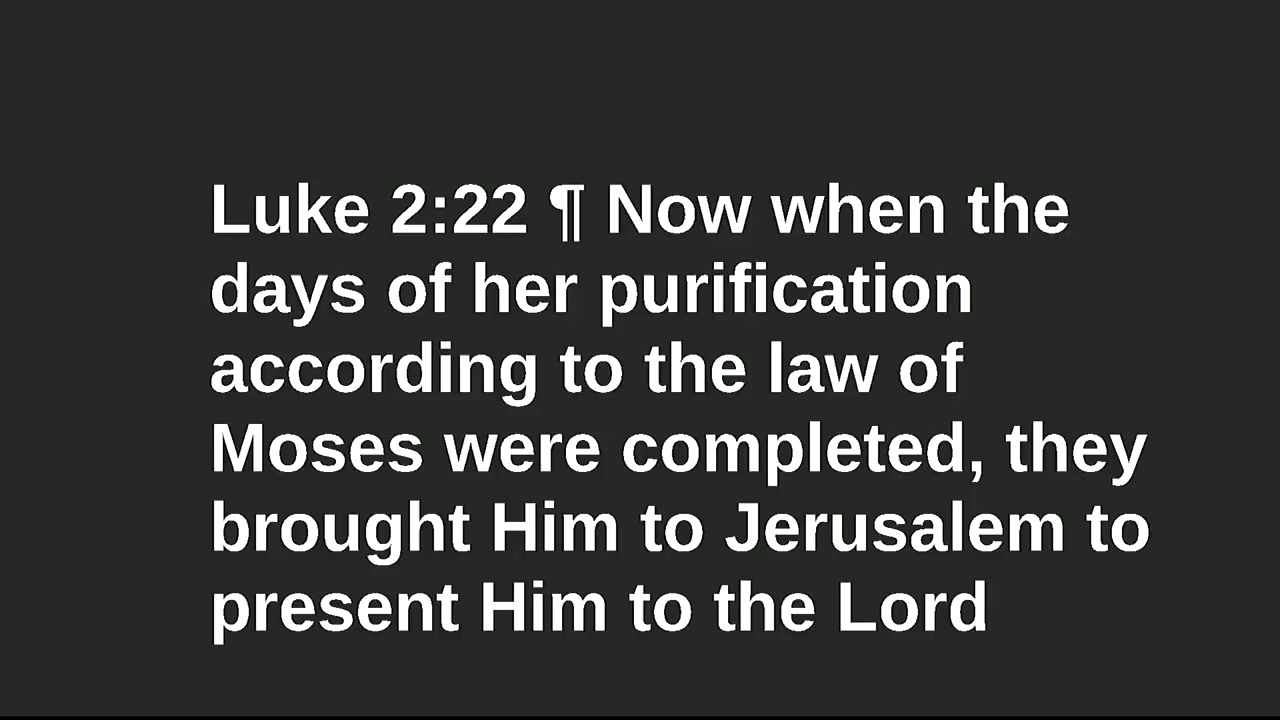 Luke 2:22 ¶ Now when the
days of her purification
according to the law of
Moses were completed, they
brought Him to Jerusalem to
present Him to the Lord